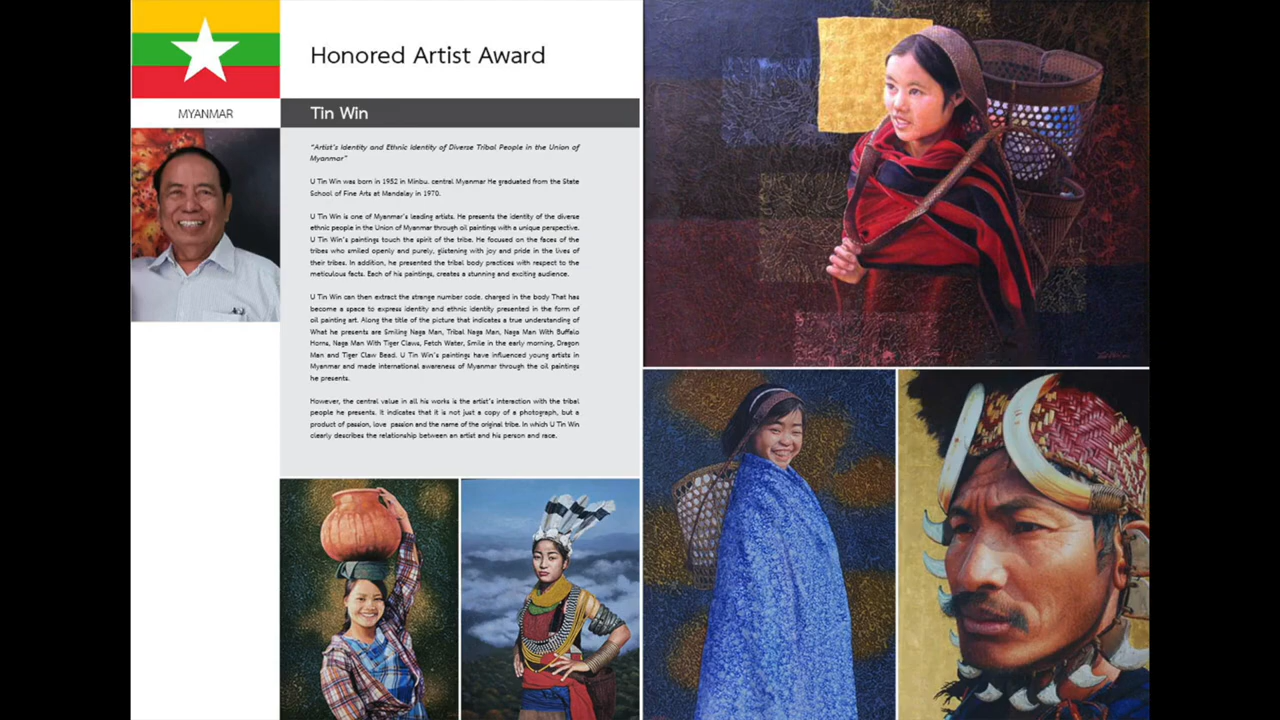 Honored Artist Award
MYANMAR
Tin Win
"Artist's Identity and Ethnic Identity of Diverse Tribal People in the Union of
Myanmar"
U Tin Win was born in 1952 in Minbu, central Myanmar He graduated from the State
School of Fine Arts at Mandalay in 1970.
U Tin Win is one of Myanmar's leading artists. He presents the identity of the diverse
ethnic people in the Union of Myanmar through oil paintings with a unique perspective.
U Tin Win's paintings touch the spirit of the tribe. He focused on the faces of the
tribes who smiled openly and purely, glistening with joy and pride in the lives of
their tribes. In addition, he presented the tribal body practices with respect to the
meticulous facts. Each of his paintings, creates a stunning and exciting audience.
U Tin Win can then extract the strange number code. charged in the body That has
become a space to express identity and ethnic identity presented in the form of
oil painting art. Along the title of the picture that indicates a true understanding of
What he presents are Smiling Naga Man, Tribal Naga Man, Naga Man With Buffalo
Horns, Naga Man With Tiger Claws, Fetch Water, Smile in the early morning, Dragon
Man and Tiger Claw Bead. U Tin Win's paintings have influenced young artists in
Myanmar and made international awareness of Myanmar through the oil paintings
he presents.
However, the central value in all his works is the artist's interaction with the tribal
people he presents. It indicates that it is not just a copy of a photograph, but a
product of passion, love passion and the name of the original tribe. In which U Tin Win
clearly describes the relationship between an artist and his person and race.